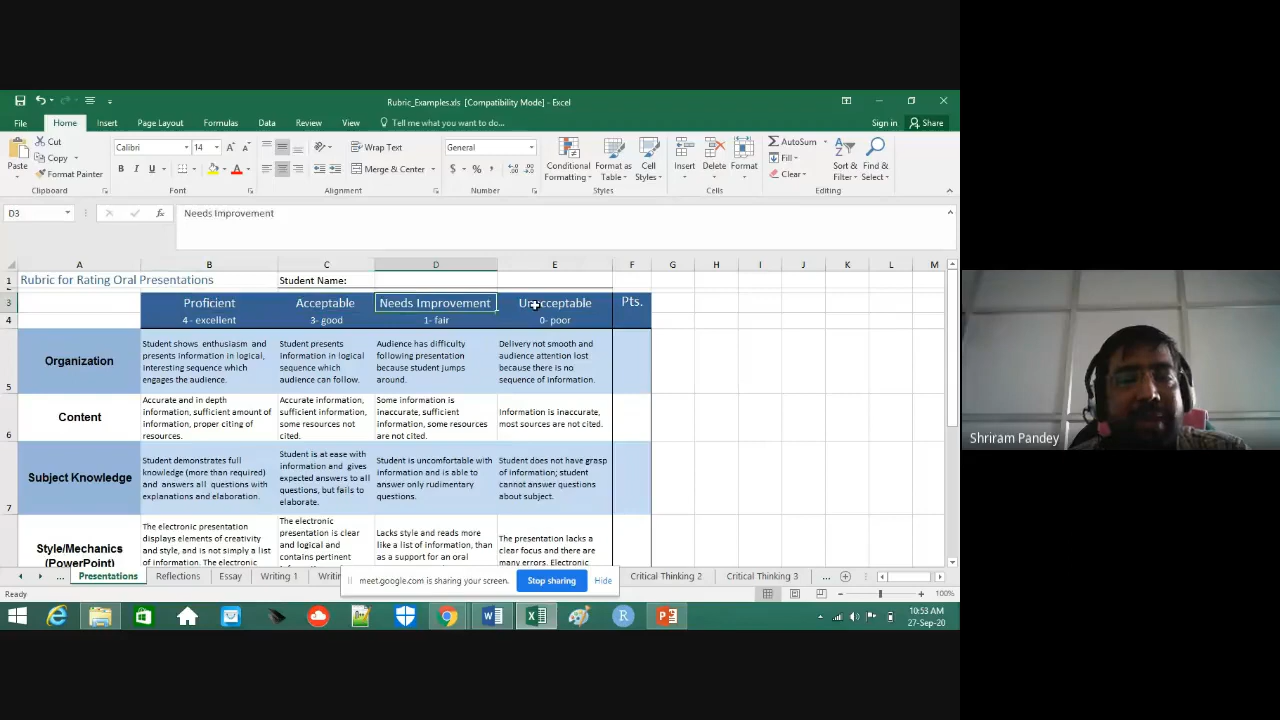 Rubric_Examples.xls [Compatibility Mode] - Excel
File Home Insert Page Layout Formulas Data Review View Tell me what you want to do... Sign in Share
Cut
Copy
Format Painter
Paste
Clipboard
Calibri 14
B I U
Font
Wrap Text
Merge & Center
Alignment
General
$ % ,
Number
Conditional Formatting
Format as Table
Cell Styles
Styles
Insert Delete Format
Cells
AutoSum
Fill
Clear
Sort & Filter
Find & Select
Editing
D3 fx Needs Improvement
A B C D E F G H I J K L M
1 Rubric for Rating Oral Presentations Student Name:
3 Proficient Acceptable Needs Improvement Unacceptable Pts.
4 4 - excellent 3- good 1- fair 0- poor
5
Organization
Student shows enthusiasm and
presents information in logical,
interesting sequence which
engages the audience.
Student presents
information in logical
sequence which
audience can follow.
Audience has difficulty
following presentation
because student jumps
around.
Delivery not smooth and
audience attention lost
because there is no
sequence of information.
6
Content
Accurate and in depth
information, sufficient amount of
information, proper citing of
resources.
Accurate information,
sufficient information,
some resources not
cited.
Some information is
inaccurate, sufficient
information, some resources
are not cited.
Information is inaccurate,
most sources are not cited.
7
Subject Knowledge
Student demonstrates full
knowledge (more than required)
and answers all questions with
explanations and elaboration.
Student is at ease with
information and gives
expected answers to all
questions, but fails to
elaborate.
Student is uncomfortable with
information and is able to
answer only rudimentary
questions.
Student does not have grasp
of information; student
cannot answer questions
about subject.
Style/Mechanics
(PowerPoint)
The electronic presentation
displays elements of creativity
and style, and is not simply a list
of information. The electronic
The electronic
presentation is clear
and logical and
contains pertinent
Lacks style and reads more
like a list of information, than
as a support for an oral
The presentation lacks a
clear focus and there are
many errors. Electronic
... Presentations Reflections Essay Writing 1 Critical Thinking 2 Critical Thinking 3 ...
meet.google.com is sharing your screen. Stop sharing Hide
Ready 100%
10:53 AM
27-Sep-20
Shriram Pandey